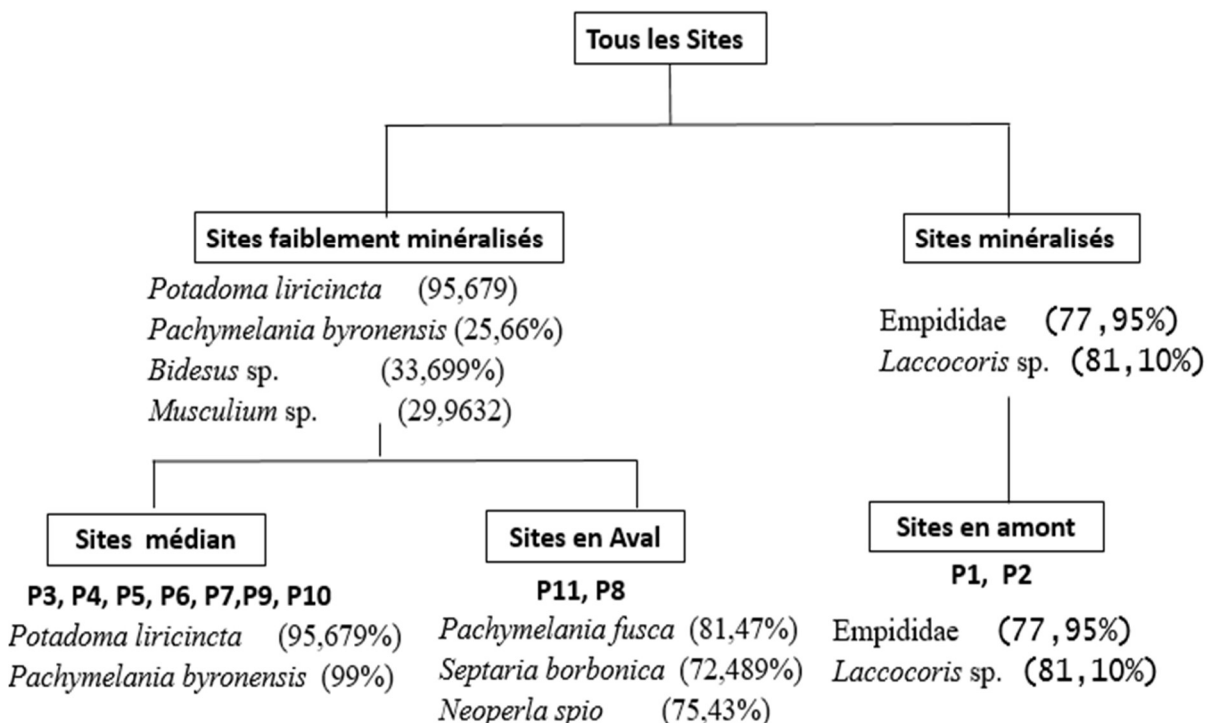 Tous les Sites
Sites faiblement minéralisés
Potadoma liricincta (95,679)
Pachymelania byronensis (25,66%)
Bidesus sp. (33,699%)
Musculium sp. (29,9632)
Sites minéralisés
Empididae (77,95%)
Laccocoris sp. (81,10%)
Sites médian
P3, P4, P5, P6, P7,P9, P10
Potadoma liricincta (95,679%)
Pachymelania byronensis (99%)
Sites en Aval
P11, P8
Pachymelania fusca (81,47%)
Septaria borbonica (72,489%)
Neoperla spio (75,43%)
Sites en amont
P1, P2
Empididae (77,95%)
Laccocoris sp. (81,10%)